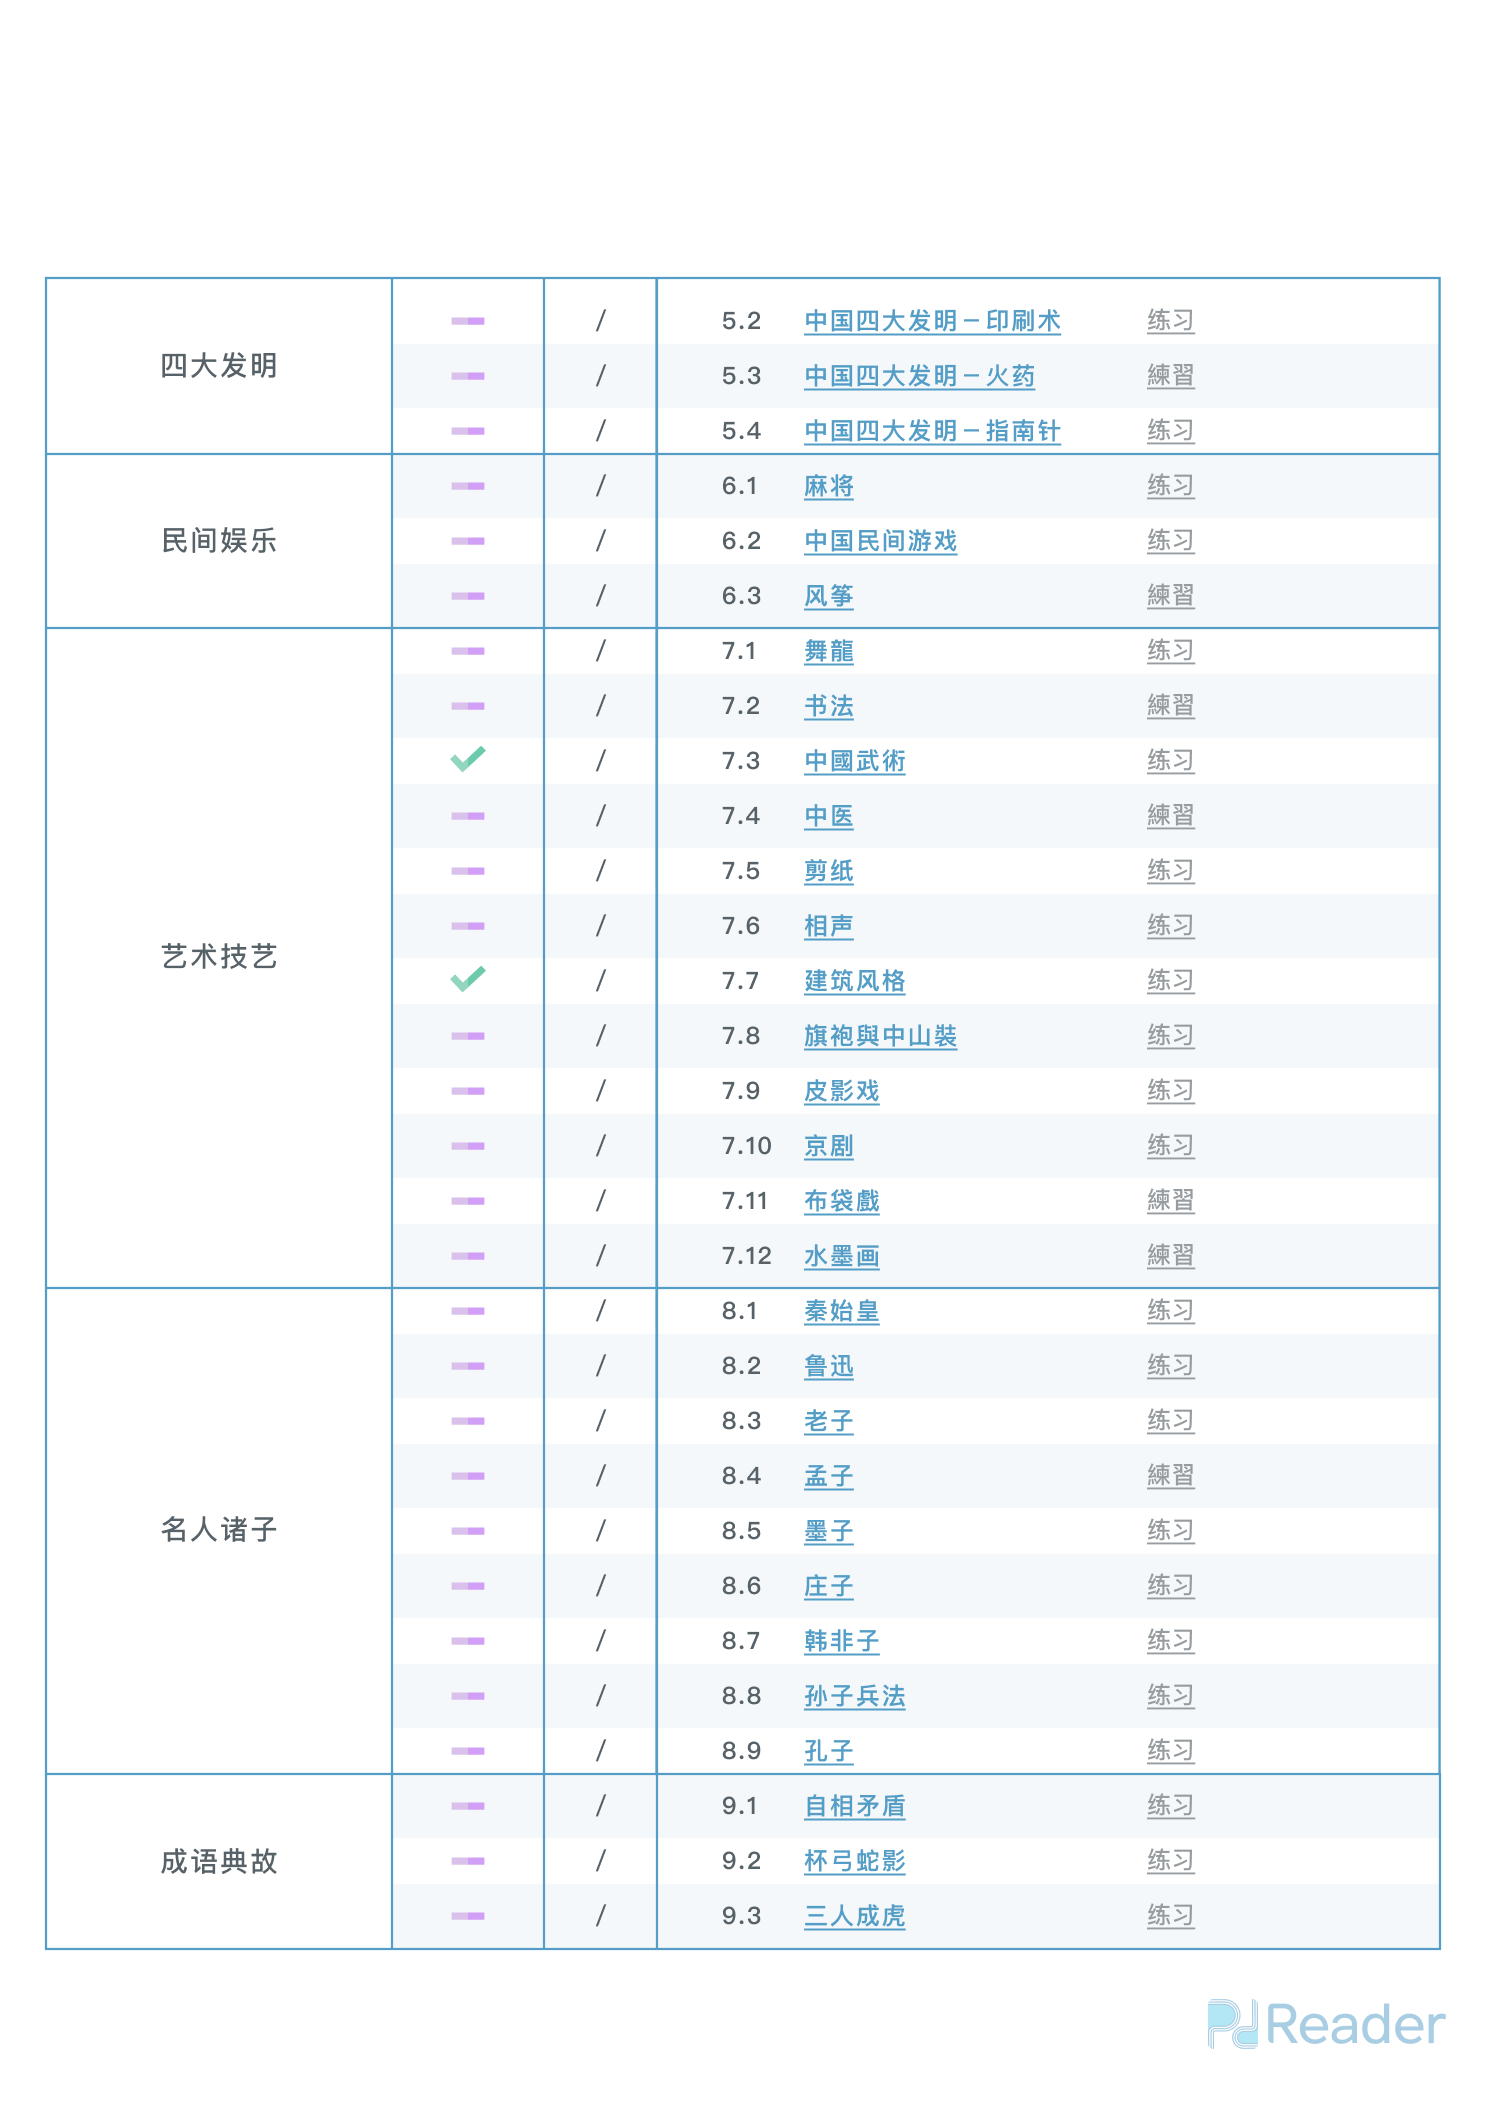 四大发明
/ 5.2 中国四大发明－印刷术 练习
/ 5.3 中国四大发明－火药 練習
/ 5.4 中国四大发明－指南针 练习
民间娱乐
/ 6.1 麻将 练习
/ 6.2 中国民间游戏 练习
/ 6.3 风筝 練習
艺术技艺
/ 7.1 舞龍 练习
/ 7.2 书法 練習
/ 7.3 中國武術 练习
/ 7.4 中医 練習
/ 7.5 剪纸 练习
/ 7.6 相声 练习
/ 7.7 建筑风格 练习
/ 7.8 旗袍與中山裝 练习
/ 7.9 皮影戏 练习
/ 7.10 京剧 练习
/ 7.11 布袋戲 練習
/ 7.12 水墨画 練習
名人诸子
/ 8.1 秦始皇 练习
/ 8.2 鲁迅 练习
/ 8.3 老子 练习
/ 8.4 孟子 練習
/ 8.5 墨子 练习
/ 8.6 庄子 练习
/ 8.7 韩非子 练习
/ 8.8 孙子兵法 练习
/ 8.9 孔子 练习
成语典故
/ 9.1 自相矛盾 练习
/ 9.2 杯弓蛇影 练习
/ 9.3 三人成虎 练习
Reader